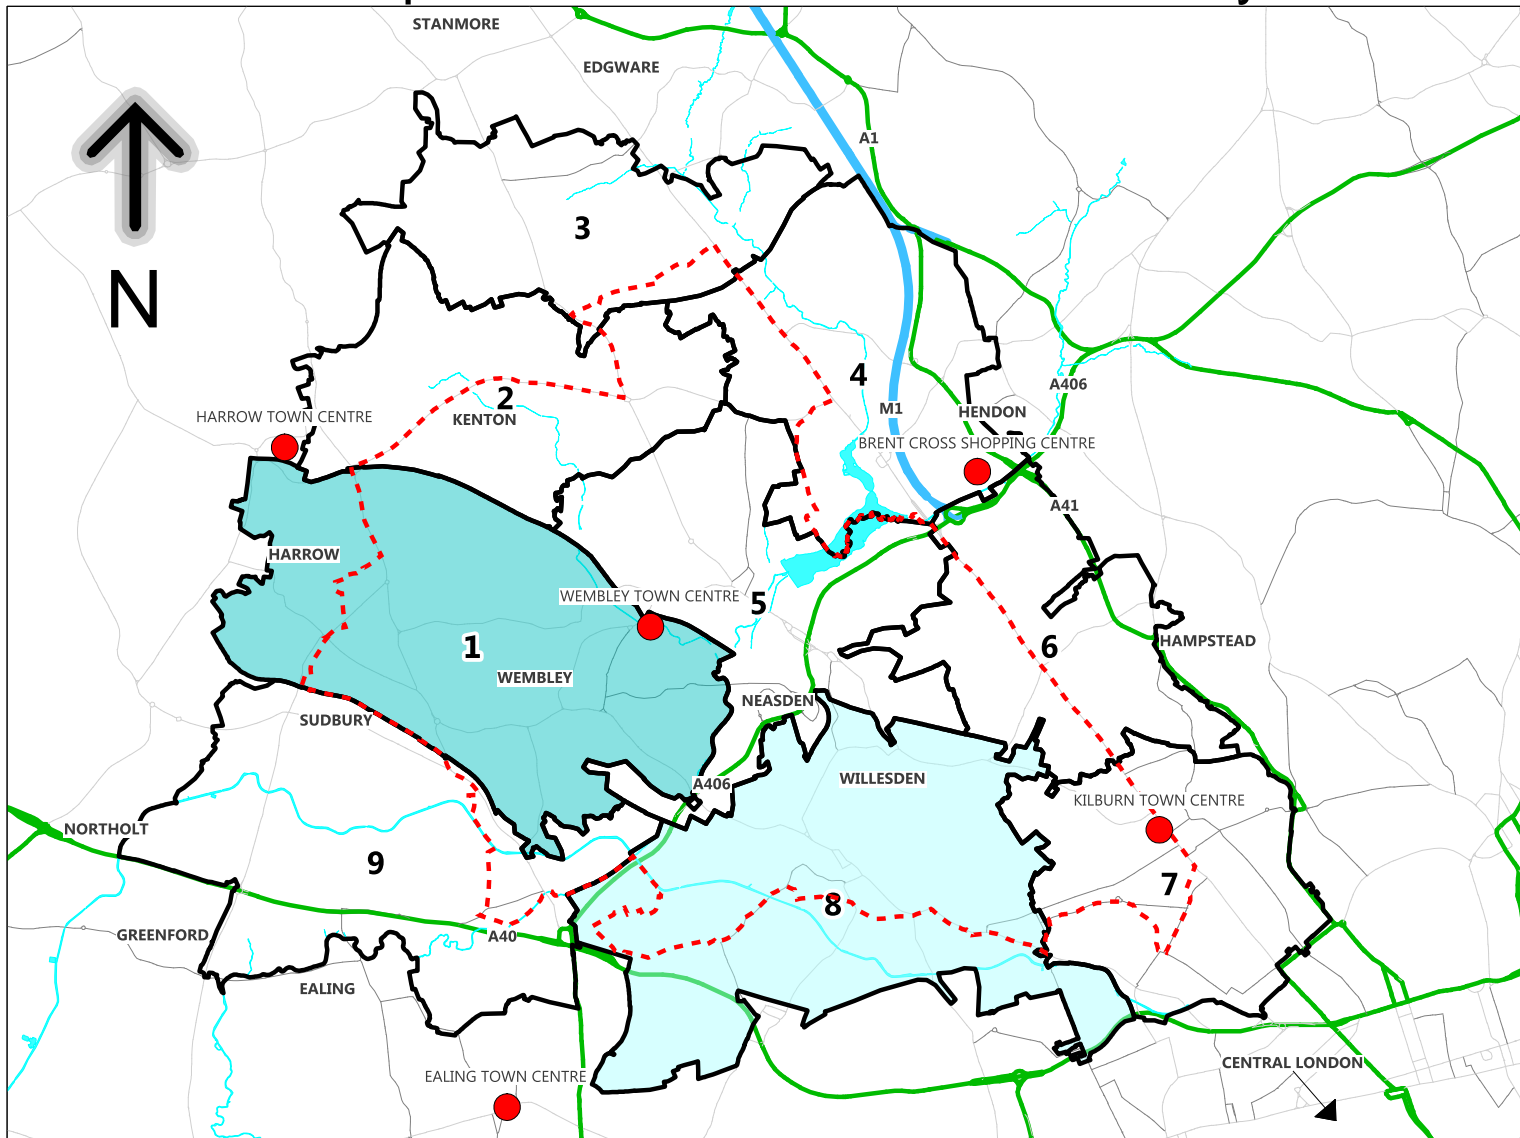 STANMORE
EDGWARE
A1
3
N
4
A406
2
KENTON
M1
HENDON
HARROW TOWN CENTRE
BRENT CROSS SHOPPING CENTRE
A41
HARROW
WEMBLEY TOWN CENTRE
5
1
6
HAMPSTEAD
WEMBLEY
NEASDEN
SUDBURY
WILLESDEN
A406
KILBURN TOWN CENTRE
NORTHOLT
9
7
8
GREENFORD
A40
EALING
CENTRAL LONDON
EALING TOWN CENTRE